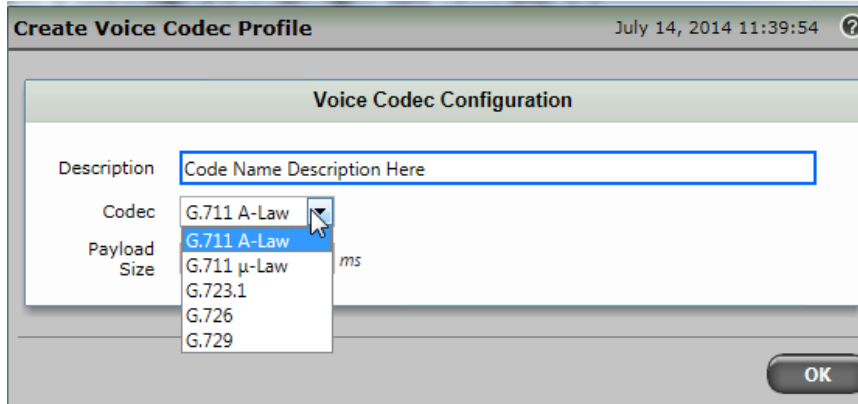 Create Voice Codec Profile July 14, 2014 11:39:54 ?
Voice Codec Configuration
Description Code Name Description Here
Codec G.711 A-Law
G.711 A-Law
Payload Size ms
G.711 µ-Law
G.723.1
G.726
G.729
OK